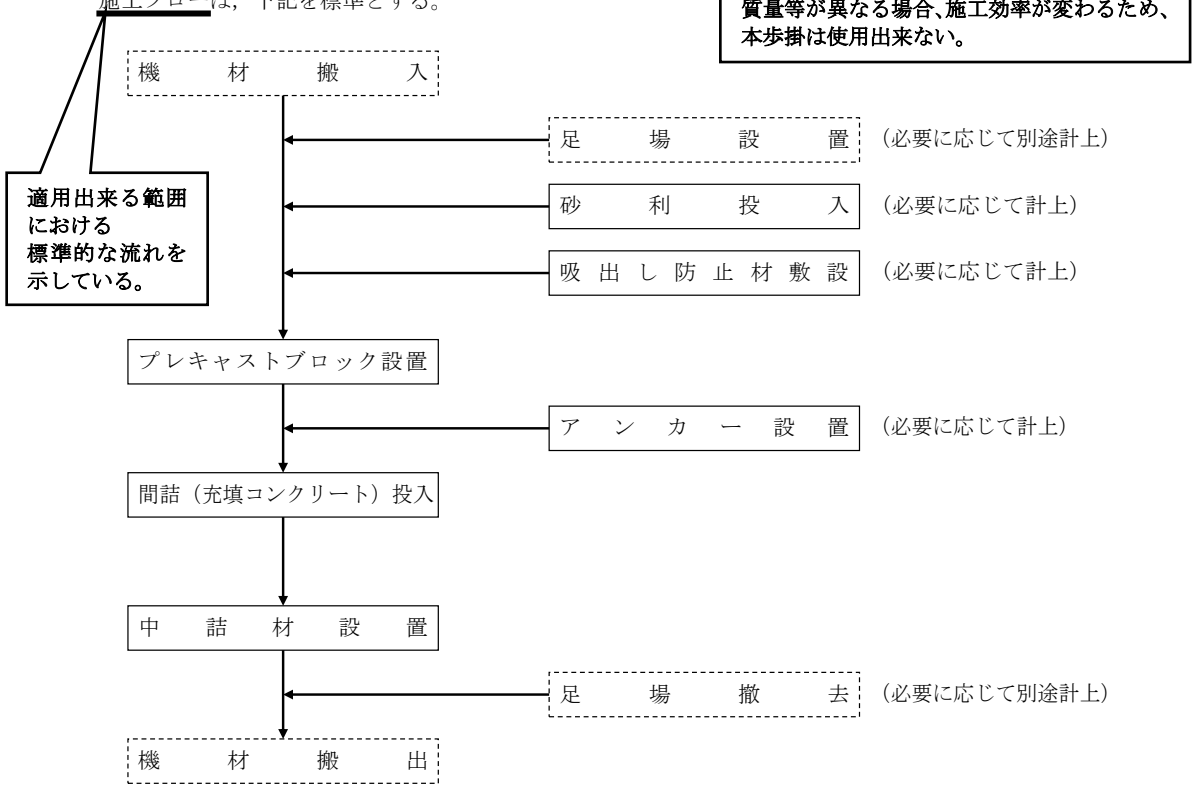 施工フローは，下記を標準とする。
質量等が異なる場合、施工効率が変わるため、
本歩掛は使用出来ない。
機材搬入
足場設置 （必要に応じて別途計上）
適用出来る範囲
における
標準的な流れを
示している。
砂利投入 （必要に応じて計上）
吸出し防止材敷設 （必要に応じて計上）
プレキャストブロック設置
アンカー設置 （必要に応じて計上）
間詰（充填コンクリート）投入
中詰材設置
足場撤去 （必要に応じて別途計上）
機材搬出